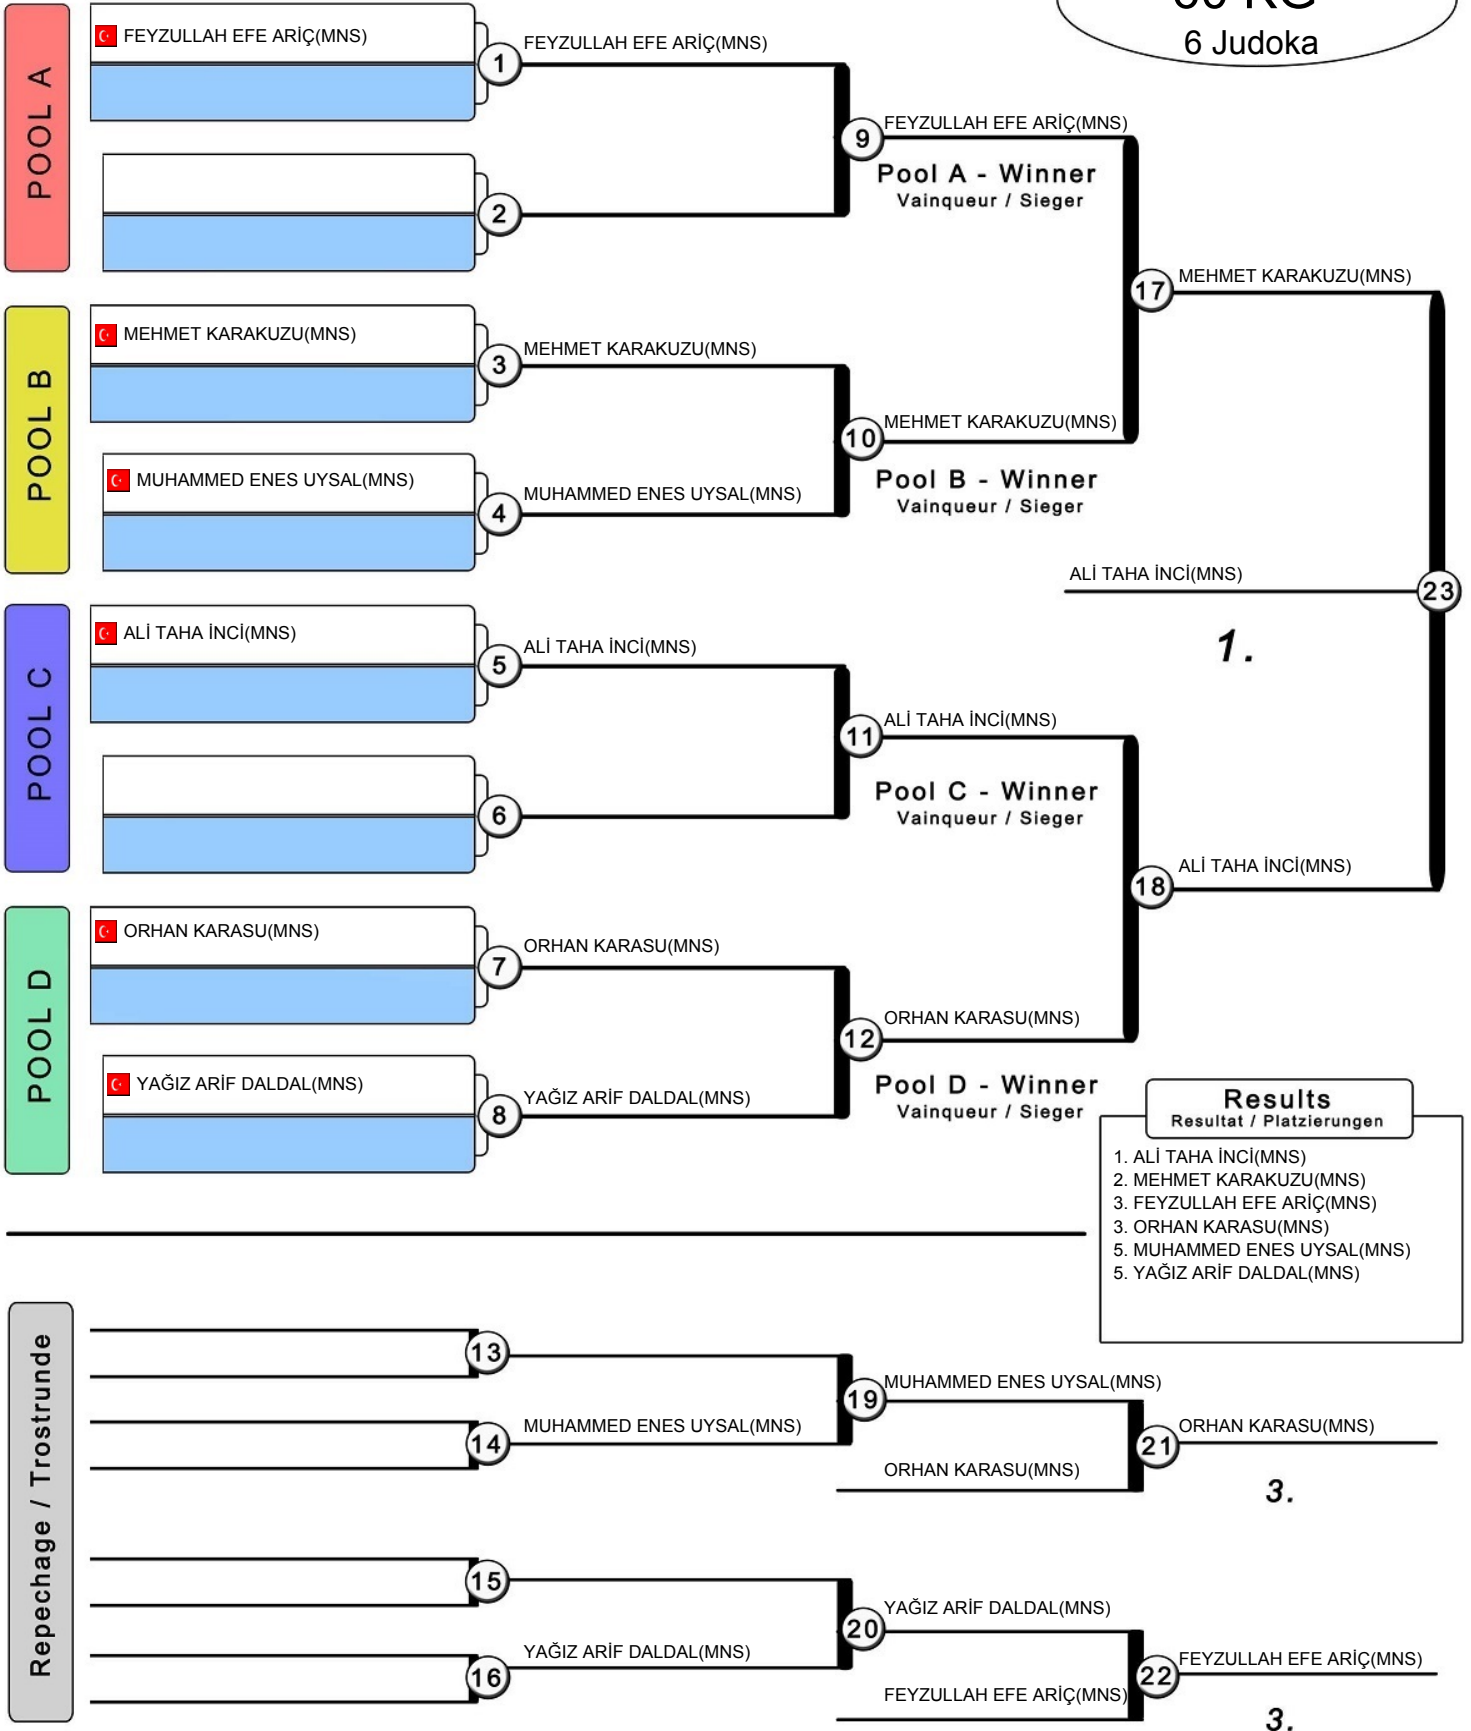 6 Judoka
POOL A
FEYZULLAH EFE ARİÇ(MNS)
1
FEYZULLAH EFE ARİÇ(MNS)
2
9
FEYZULLAH EFE ARİÇ(MNS)
Pool A - Winner
Vainqueur / Sieger
17
MEHMET KARAKUZU(MNS)
POOL B
MEHMET KARAKUZU(MNS)
3
MEHMET KARAKUZU(MNS)
MUHAMMED ENES UYSAL(MNS)
4
MUHAMMED ENES UYSAL(MNS)
10
MEHMET KARAKUZU(MNS)
Pool B - Winner
Vainqueur / Sieger
ALİ TAHA İNCİ(MNS)
23
1.
POOL C
ALİ TAHA İNCİ(MNS)
5
ALİ TAHA İNCİ(MNS)
6
11
ALİ TAHA İNCİ(MNS)
Pool C - Winner
Vainqueur / Sieger
18
ALİ TAHA İNCİ(MNS)
POOL D
ORHAN KARASU(MNS)
7
ORHAN KARASU(MNS)
YAĞIZ ARİF DALDAL(MNS)
8
YAĞIZ ARİF DALDAL(MNS)
12
ORHAN KARASU(MNS)
Pool D - Winner
Vainqueur / Sieger
Results
Resultat / Platzierungen
1. ALİ TAHA İNCİ(MNS)
2. MEHMET KARAKUZU(MNS)
3. FEYZULLAH EFE ARİÇ(MNS)
3. ORHAN KARASU(MNS)
5. MUHAMMED ENES UYSAL(MNS)
5. YAĞIZ ARİF DALDAL(MNS)
Repechage / Trostrunde
13
14
MUHAMMED ENES UYSAL(MNS)
19
MUHAMMED ENES UYSAL(MNS)
ORHAN KARASU(MNS)
21
ORHAN KARASU(MNS)
3.
15
16
YAĞIZ ARİF DALDAL(MNS)
20
YAĞIZ ARİF DALDAL(MNS)
FEYZULLAH EFE ARİÇ(MNS)
22
FEYZULLAH EFE ARİÇ(MNS)
3.